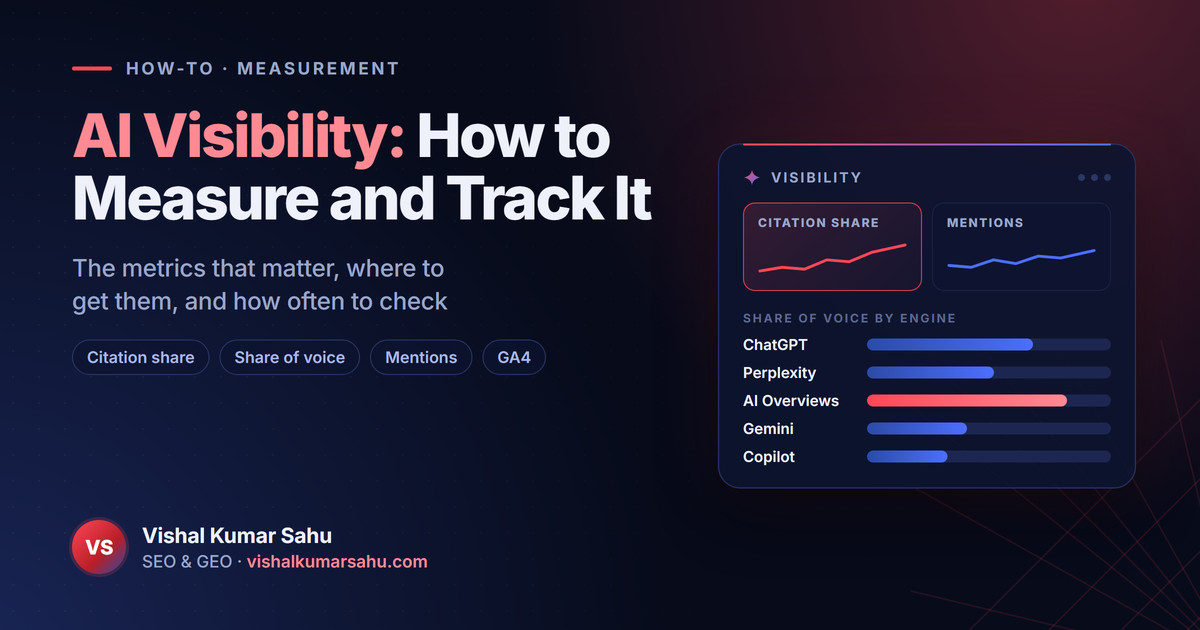 HOW-TO · MEASUREMENT
AI Visibility: How to
Measure and Track It
The metrics that matter, where to
get them, and how often to check
Citation share
Share of voice
Mentions
GA4
VS
Vishal Kumar Sahu
SEO & GEO · vishalkumarsahu.com
VISIBILITY
CITATION SHARE
MENTIONS
SHARE OF VOICE BY ENGINE
ChatGPT
Perplexity
AI Overviews
Gemini
Copilot